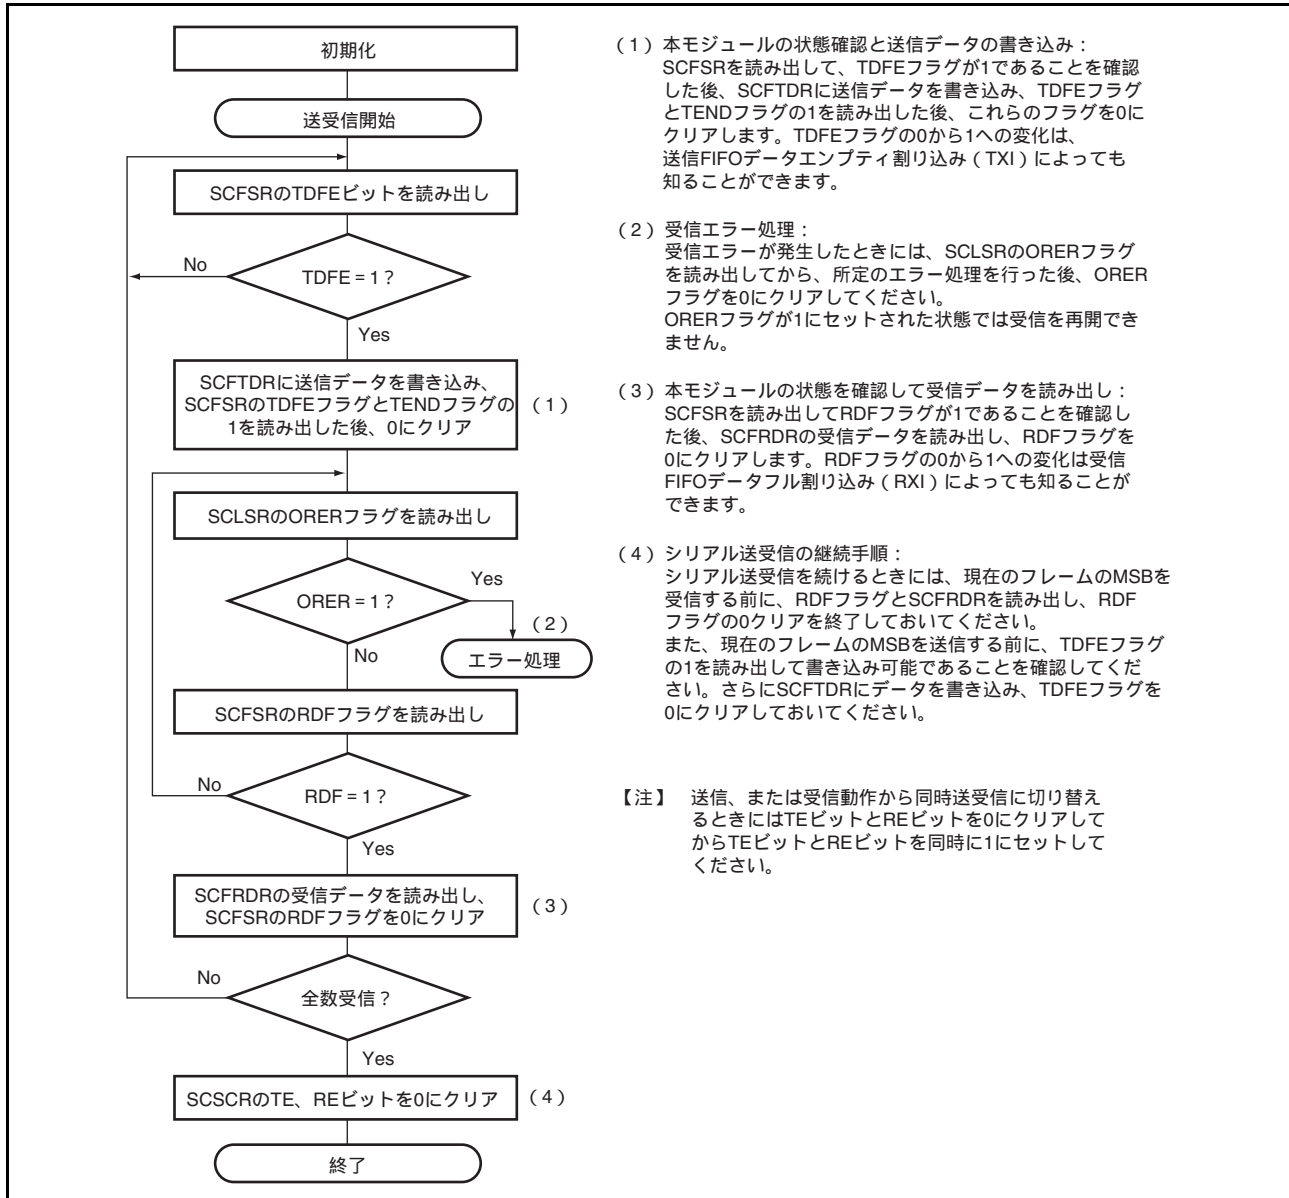 初期化
送受信開始
SCFSRのTDFEビットを読み出し
TDFE = 1？
No
Yes
SCFTDRに送信データを書き込み、
SCFSRのTDFEフラグとTENDフラグの
1を読み出した後、0にクリア
（1）
SCLSRのORERフラグを読み出し
ORER = 1？
Yes
（2）
エラー処理
No
SCFSRのRDFフラグを読み出し
RDF = 1？
No
Yes
SCFRDRの受信データを読み出し、
SCFSRのRDFフラグを0にクリア
（3）
全数受信？
No
Yes
SCSCRのTE、REビットを0にクリア
（4）
終了
（1）本モジュールの状態確認と送信データの書き込み：
SCFSRを読み出して、TDFEフラグが1であることを確認
した後、SCFTDRに送信データを書き込み、TDFEフラグ
とTENDフラグの1を読み出した後、これらのフラグを0に
クリアします。TDFEフラグの0から1への変化は、
送信FIFOデータエンプティ割り込み（TXI）によっても
知ることができます。
（2）受信エラー処理：
受信エラーが発生したときには、SCLSRのORERフラグ
を読み出してから、所定のエラー処理を行った後、ORER
フラグを0にクリアしてください。
ORERフラグが1にセットされた状態では受信を再開でき
ません。
（3）本モジュールの状態を確認して受信データを読み出し：
SCFSRを読み出してRDFフラグが1であることを確認し
た後、SCFRDRの受信データを読み出し、RDFフラグを
0にクリアします。RDFフラグの0から1への変化は受信
FIFOデータフル割り込み（RXI）によっても知ることが
できます。
（4）シリアル送受信の継続手順：
シリアル送受信を続けるときには、現在のフレームのMSBを
受信する前に、RDFフラグとSCFRDRを読み出し、RDF
フラグの0クリアを終了しておいてください。
また、現在のフレームのMSBを送信する前に、TDFEフラグ
の1を読み出して書き込み可能であることを確認してくだ
さい。さらにSCFTDRにデータを書き込み、TDFEフラグを
0にクリアしておいてください。
【注】 送信、または受信動作から同時送受信に切り替え
るときにはTEビットとREビットを0にクリアして
からTEビットとREビットを同時に1にセットして
ください。